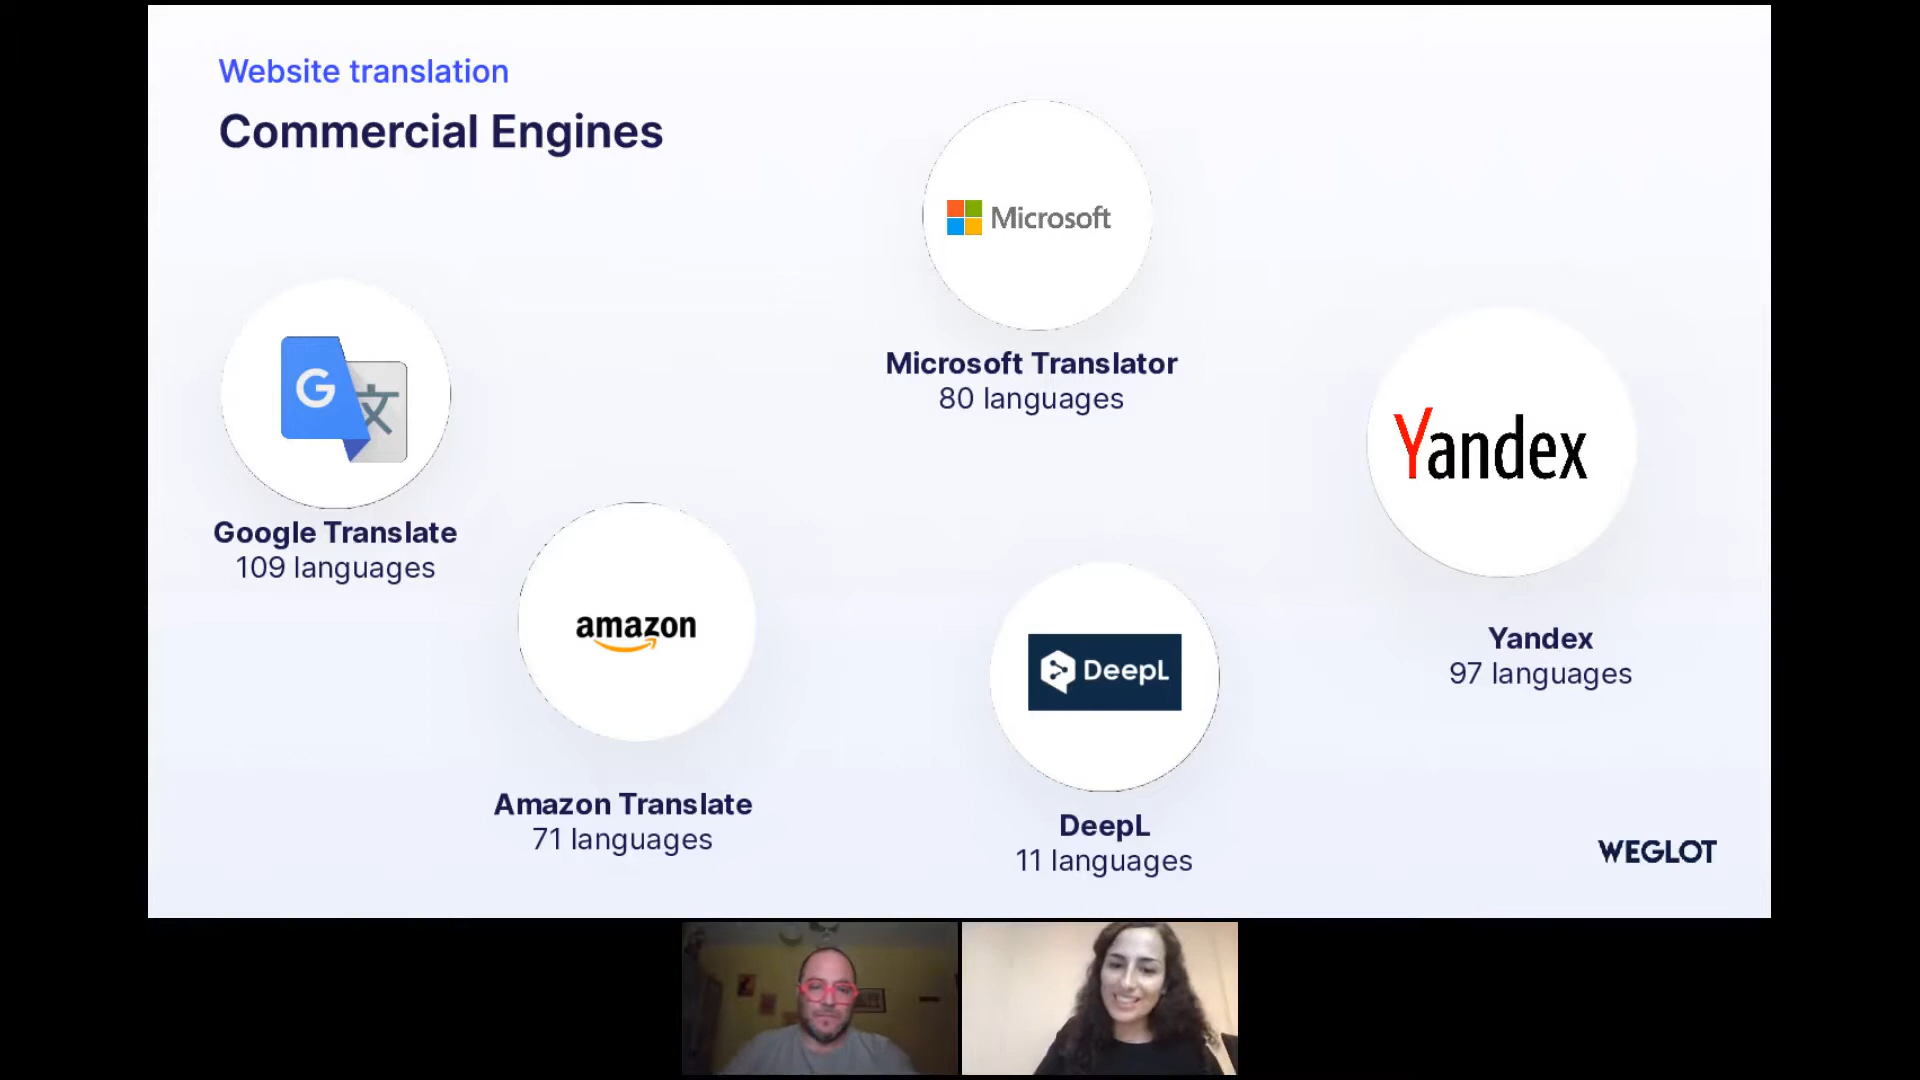 Website translation
Commercial Engines
Microsoft
Microsoft Translator
80 languages
G 文
Google Translate
109 languages
Yandex
Yandex
97 languages
amazon
Amazon Translate
71 languages
DeepL
DeepL
11 languages
WEGLOT